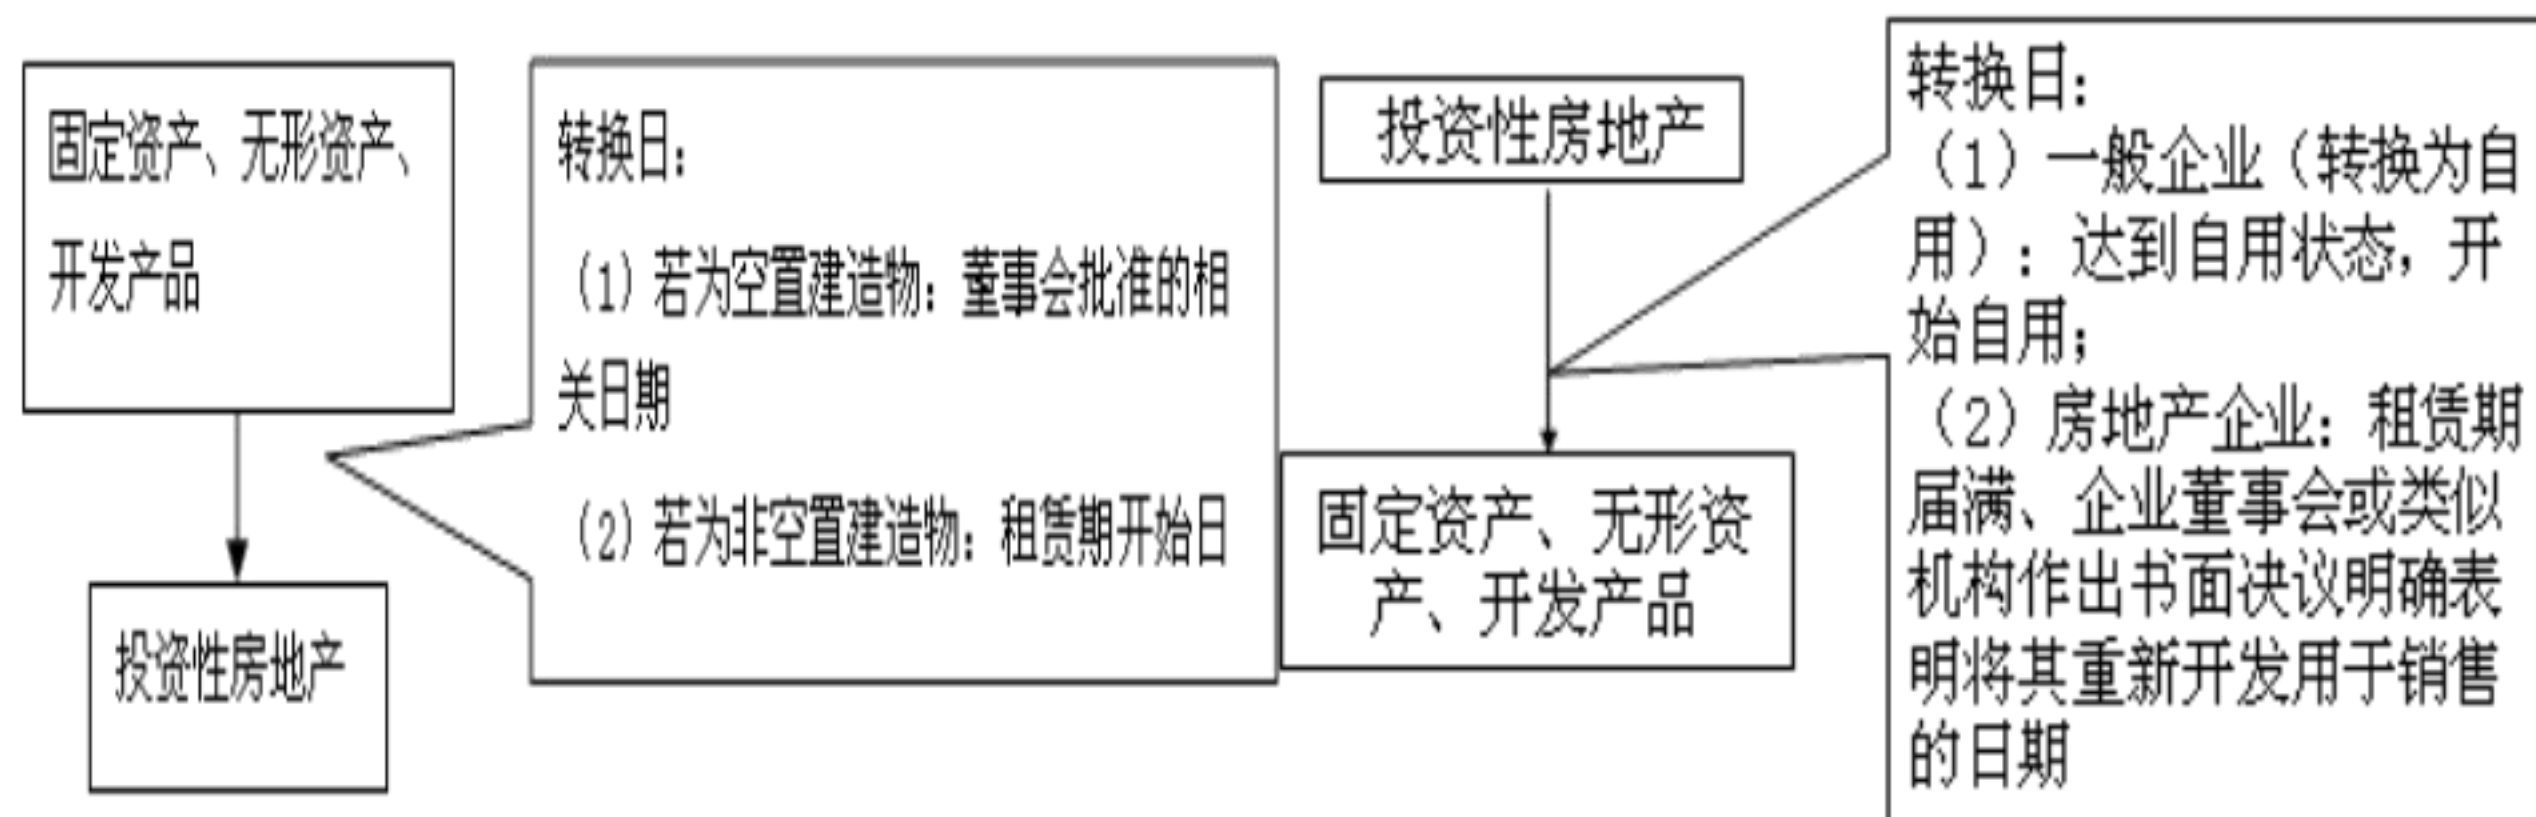 固定资产、无形资产、
开发产品
投资性房地产
转换日：
（1）若为空置建造物：董事会批准的相
关日期
（2）若为非空置建造物：租赁期开始日
投资性房地产
固定资产、无形资
产、开发产品
转换日：
（1）一般企业（转换为自
用）：达到自用状态，开
始自用；
（2）房地产企业：租赁期
届满、企业董事会或类似
机构作出书面决议明确表
明将其重新开发用于销售
的日期